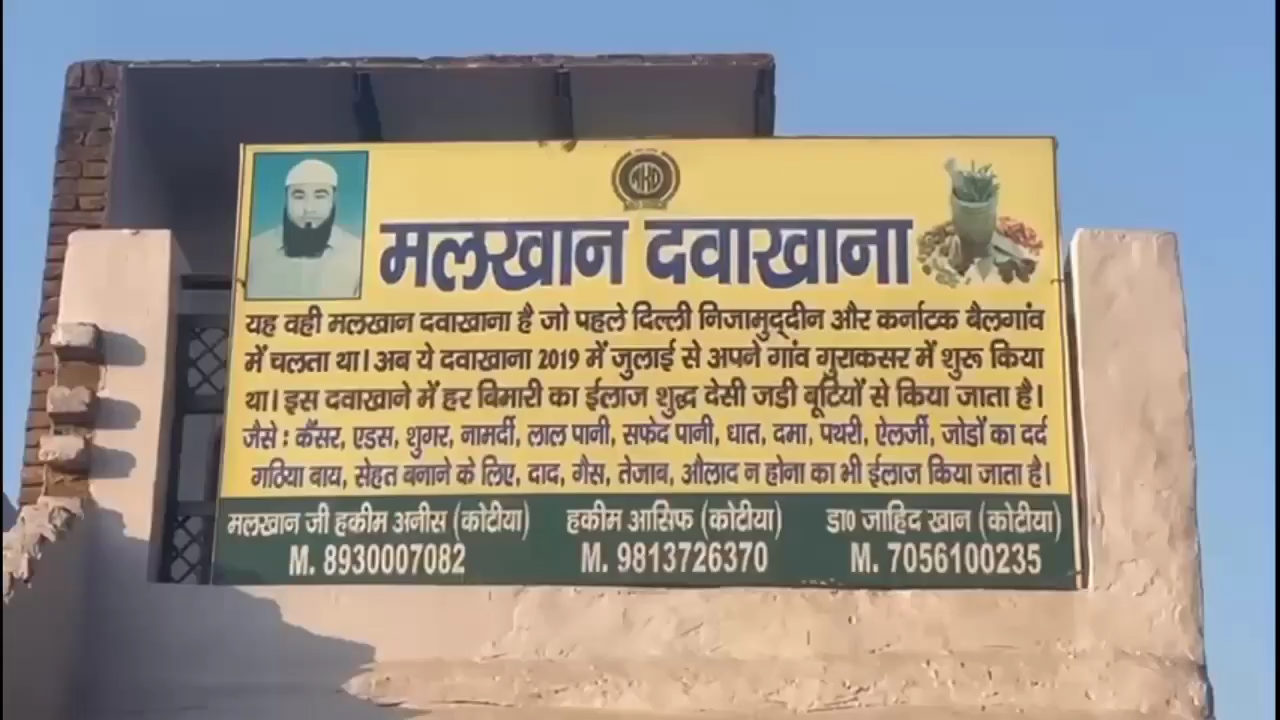 MKD
मलखान दवाखाना
यह वही मलखान दवाखाना है जो पहले दिल्ली निजामुद्दीन और कर्नाटक बैलगांव
में चलता था। अब ये दवाखाना 2019 में जुलाई से अपने गांव गुराकसर में शुरू किया
था। इस दवाखाने में हर बिमारी का ईलाज शुद्ध देसी जडी बूटियों से किया जाता है।
जैसे : कैंसर, एडस, शुगर, नामर्दी, लाल पानी, सफेद पानी, धात, दमा, पथरी, ऐलर्जी, जोडों का दर्द
गठिया बाय, सेहत बनाने के लिए, दाद, गैस, तेजाब, औलाद न होना का भी ईलाज किया जाता है।
मलखान जी हकीम अनीस (कोटीया) हकीम आसिफ (कोटीया) डा0 जाहिद खान (कोटीया)
M. 8930007082 M. 9813726370 M. 7056100235